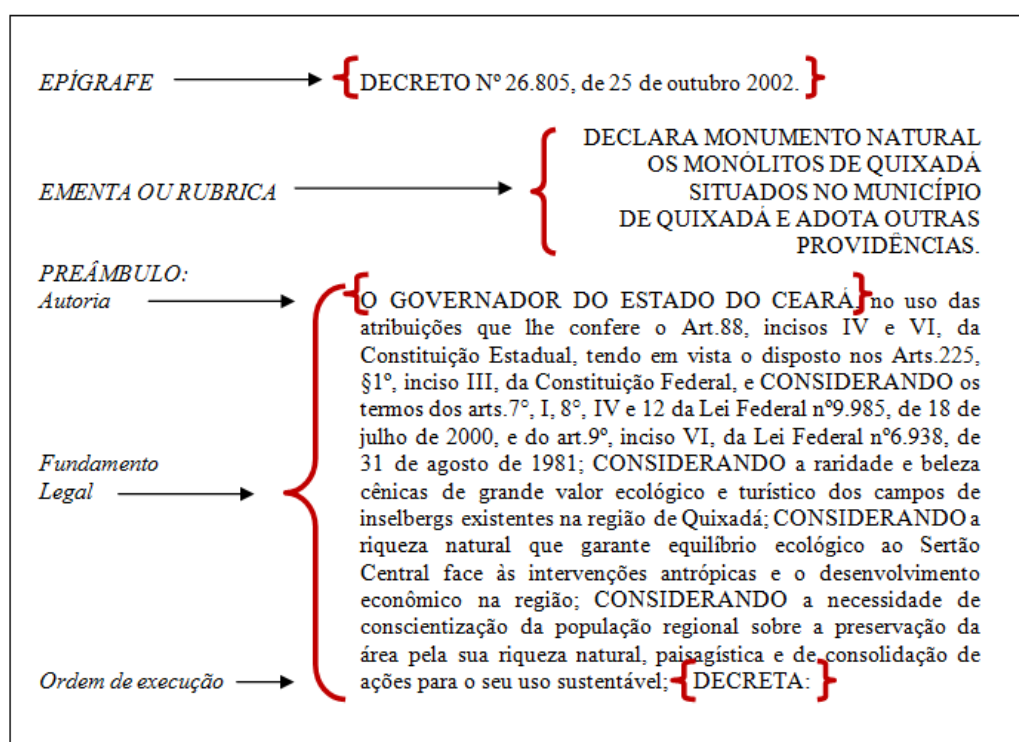 EPÍGRAFE
DECRETO Nº 26.805, de 25 de outubro 2002.
DECLARA MONUMENTO NATURAL
OS MONÓLITOS DE QUIXADÁ
EMENTA OU RUBRICA
SITUADOS NO MUNICÍPIO
DE QUIXADÁ E ADOTA OUTRAS
PROVIDÊNCIAS.
PREÂMBULO:
Autoria
O GOVERNADOR DO ESTADO DO CEARÁ, no uso das
atribuições que lhe confere o Art.88, incisos IV e VI, da
Constituição Estadual, tendo em vista o disposto nos Arts.225,
§1º, inciso III, da Constituição Federal, e CONSIDERANDO os
termos dos arts.7°, I, 8°, IV e 12 da Lei Federal nº9.985, de 18 de
julho de 2000, e do art.9º, inciso VI, da Lei Federal nº6.938, de
Fundamento
Legal
31 de agosto de 1981; CONSIDERANDO a raridade e beleza
cênicas de grande valor ecológico e turístico dos campos de
inselbergs existentes na região de Quixadá; CONSIDERANDO a
riqueza natural que garante equilíbrio ecológico ao Sertão
Central face às intervenções antrópicas e o desenvolvimento
econômico na região; CONSIDERANDO a necessidade de
conscientização da população regional sobre a preservação da
área pela sua riqueza natural, paisagística e de consolidação de
Ordem de execução
ações para o seu uso sustentável; DECRETA: